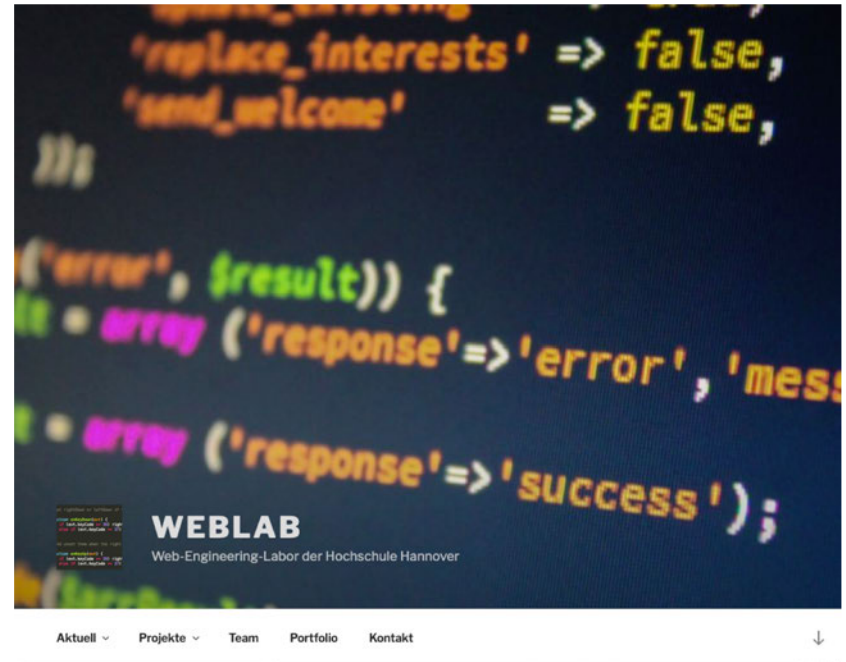 'replace_interests' => false,
'send_welcome' => false,
));
('error', $result)) {
= array ('response'=>'error', 'mess
= array ('response'=>'success');
WEBLAB
Web-Engineering-Labor der Hochschule Hannover
Aktuell
Projekte
Team
Portfolio
Kontakt